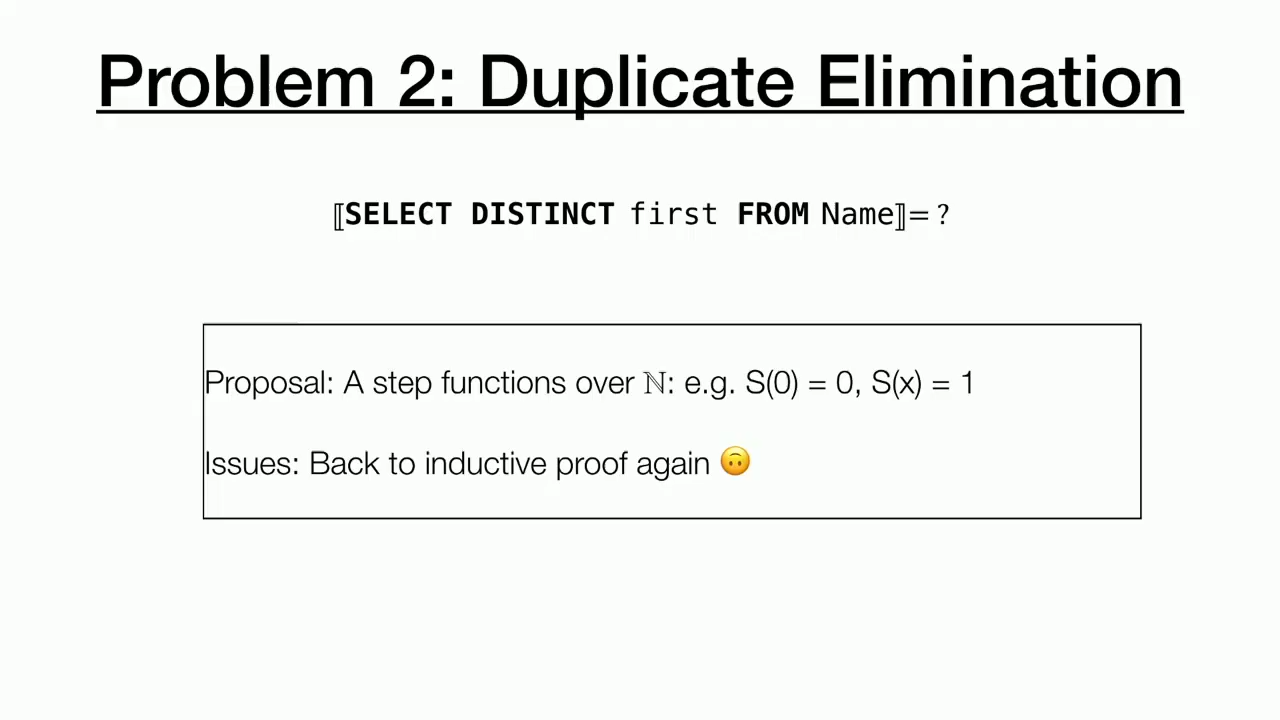 Problem 2: Duplicate Elimination
⟦SELECT DISTINCT first FROM Name⟧= ?
Proposal: A step functions over ℕ: e.g. S(0) = 0, S(x) = 1
Issues: Back to inductive proof again 🙃